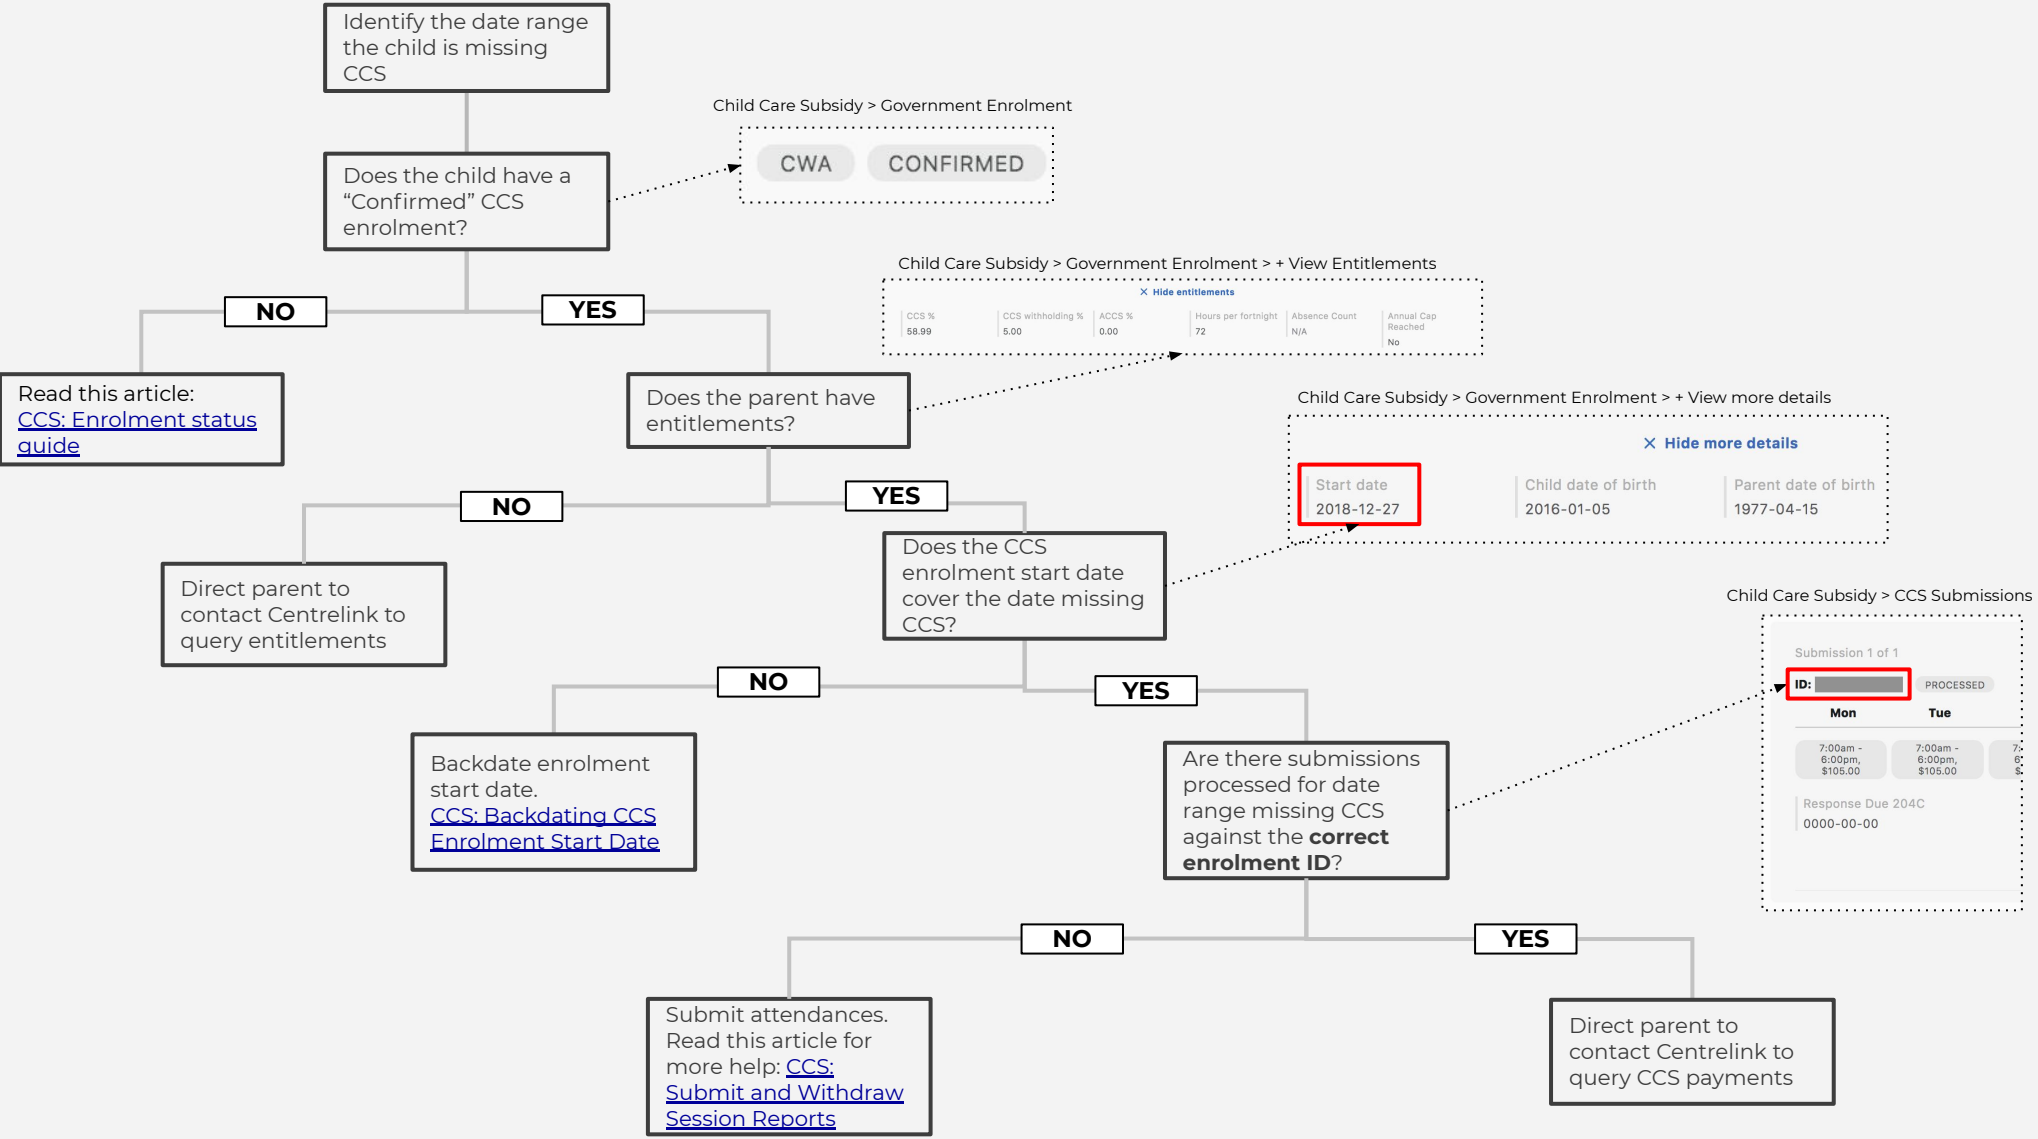 Identify the date range
the child is missing
CCS
Child Care Subsidy > Government Enrolment
CWA
CONFIRMED
Does the child have a
“Confirmed” CCS
enrolment?
Child Care Subsidy > Government Enrolment > + View Entitlements
✕ Hide entitlements
CCS %
58.99
CCS withholding %
5.00
ACCS %
0.00
Hours per fortnight
72
Absence Count
N/A
Annual Cap
Reached
No
NO
YES
Read this article:
CCS: Enrolment status
guide
Does the parent have
entitlements?
Child Care Subsidy > Government Enrolment > + View more details
✕ Hide more details
Start date
2018-12-27
Child date of birth
2016-01-05
Parent date of birth
1977-04-15
NO
YES
Direct parent to
contact Centrelink to
query entitlements
Does the CCS
enrolment start date
cover the date missing
CCS?
Child Care Subsidy > CCS Submissions
Submission 1 of 1
ID:
PROCESSED
Mon
Tue
7:00am -
6:00pm,
$105.00
7:00am -
6:00pm,
$105.00
7:
6:
$
Response Due 204C
0000-00-00
NO
YES
Backdate enrolment
start date.
CCS: Backdating CCS
Enrolment Start Date
Are there submissions
processed for date
range missing CCS
against the correct
enrolment ID?
NO
YES
Submit attendances.
Read this article for
more help: CCS:
Submit and Withdraw
Session Reports
Direct parent to
contact Centrelink to
query CCS payments